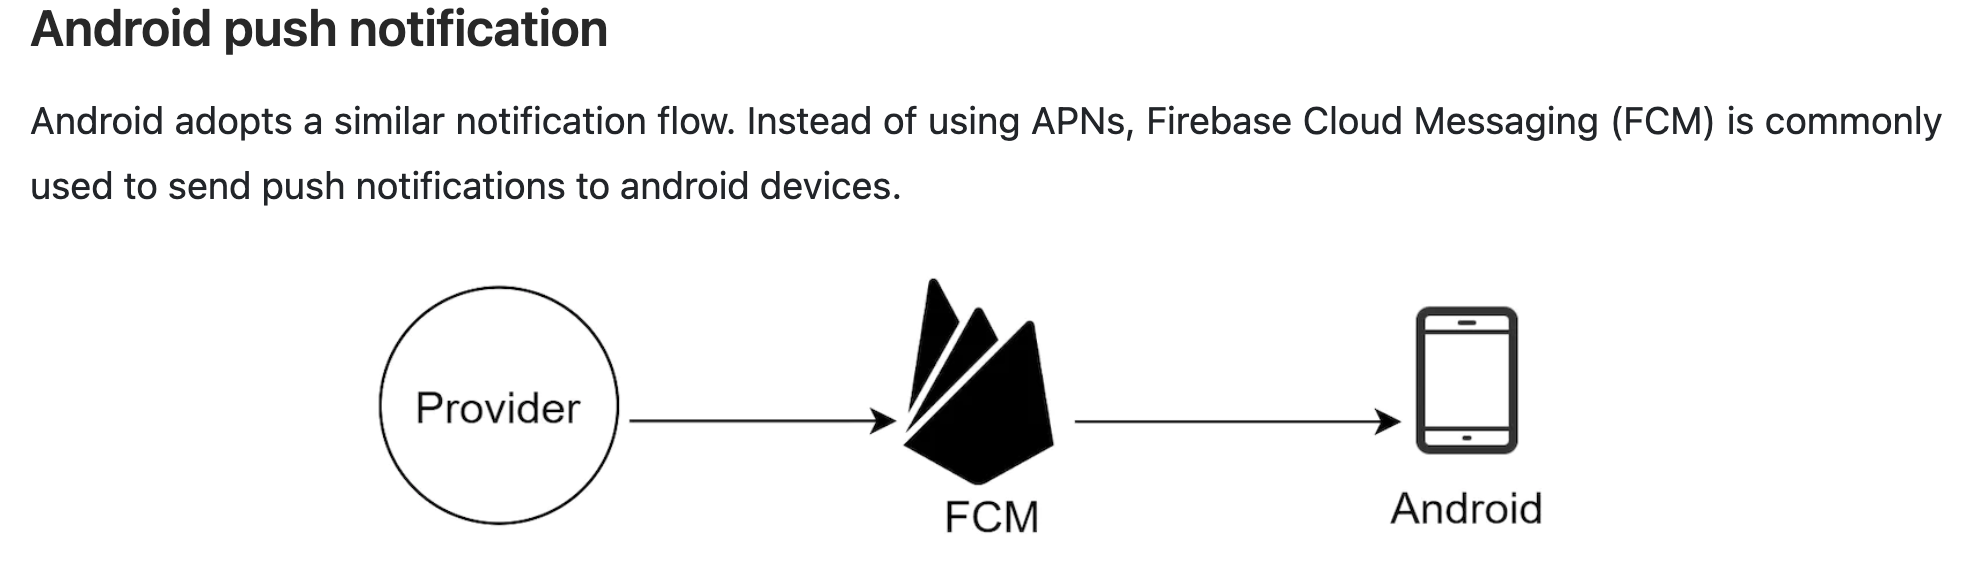 Android push notification
Android adopts a similar notification flow. Instead of using APNs, Firebase Cloud Messaging (FCM) is commonly
used to send push notifications to android devices.
Provider
FCM
Android